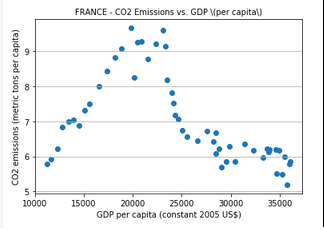 FRANCE - CO2 Emissions vs. GDP \(per capita\)
CO2 emissions (metric tons per capita)
9
8
7
6
5
10000 15000 20000 25000 30000 35000
GDP per capita (constant 2005 US$)